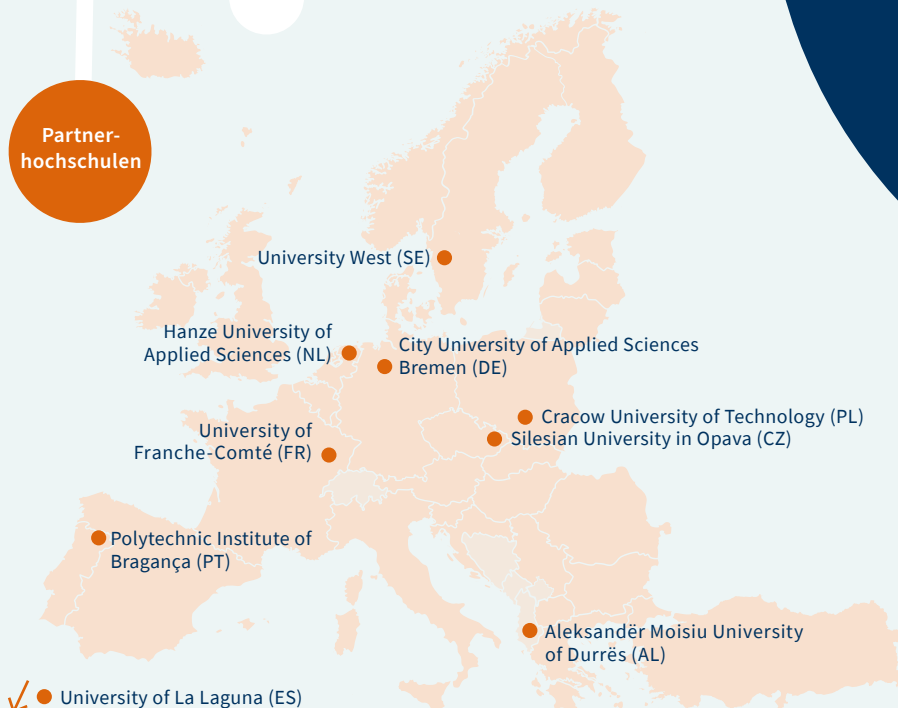 Partner-
hochschulen
University West (SE)
Hanze University of
Applied Sciences (NL)
City University of Applied Sciences
Bremen (DE)
Cracow University of Technology (PL)
Silesian University in Opava (CZ)
University of
Franche-Comté (FR)
Polytechnic Institute of
Bragança (PT)
Aleksandër Moisiu University
of Durrës (AL)
University of La Laguna (ES)